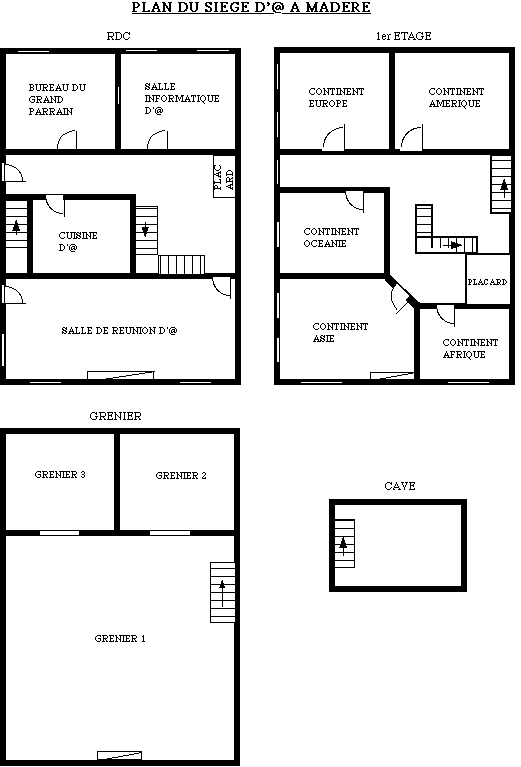 PLAN DU SIEGE D'@ A MADERE
RDC
BUREAU DU
GRAND
PARRAIN
SALLE
INFORMATIQUE
D'@
PLAC
ARD
CUISINE
D'@
SALLE DE REUNION D'@
1er ETAGE
CONTINENT
EUROPE
CONTINENT
AMERIQUE
CONTINENT
OCEANIE
PLACARD
CONTINENT
ASIE
CONTINENT
AFRIQUE
GRENIER
GRENIER 3
GRENIER 2
GRENIER 1
CAVE